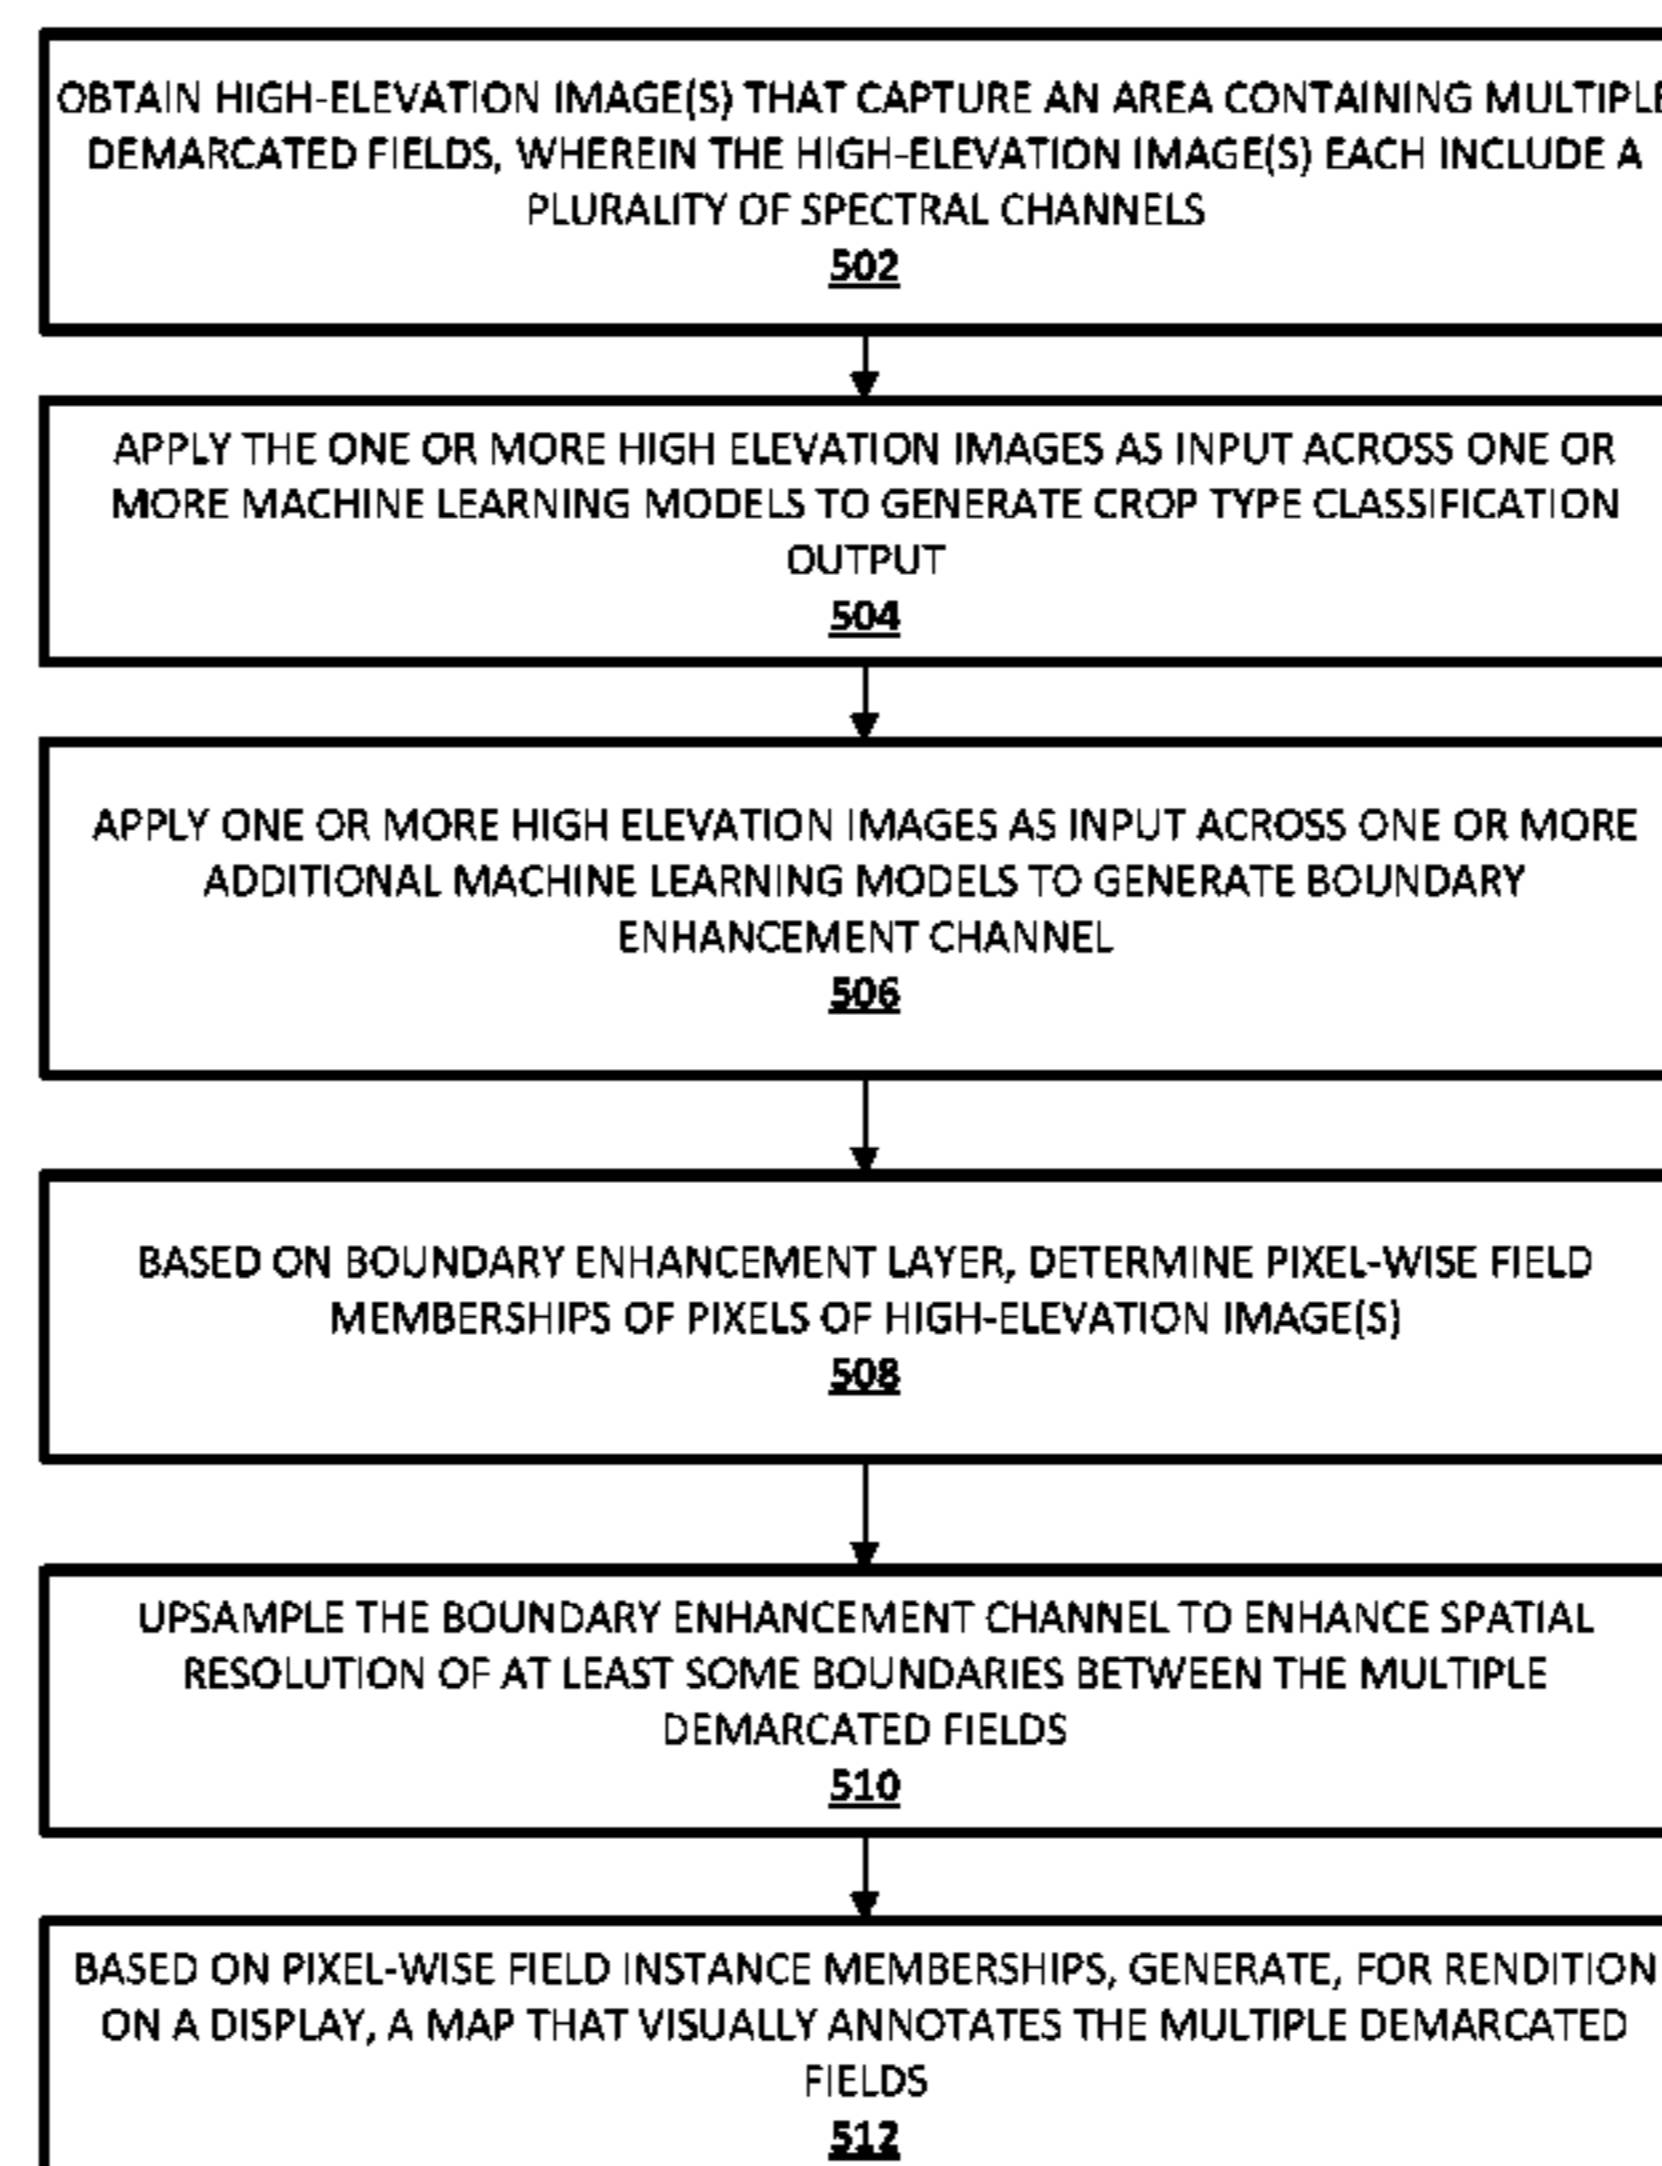 OBTAIN HIGH-ELEVATION IMAGE(S) THAT CAPTURE AN AREA CONTAINING MULTIPLE
DEMARCATED FIELDS, WHEREIN THE HIGH-ELEVATION IMAGE(S) EACH INCLUDE A
PLURALITY OF SPECTRAL CHANNELS
502
APPLY THE ONE OR MORE HIGH ELEVATION IMAGES AS INPUT ACROSS ONE OR
MORE MACHINE LEARNING MODELS TO GENERATE CROP TYPE CLASSIFICATION
OUTPUT
504
APPLY ONE OR MORE HIGH ELEVATION IMAGES AS INPUT ACROSS ONE OR MORE
ADDITIONAL MACHINE LEARNING MODELS TO GENERATE BOUNDARY
ENHANCEMENT CHANNEL
506
BASED ON BOUNDARY ENHANCEMENT LAYER, DETERMINE PIXEL-WISE FIELD
MEMBERSHIPS OF PIXELS OF HIGH-ELEVATION IMAGE(S)
508
UPSAMPLE THE BOUNDARY ENHANCEMENT CHANNEL TO ENHANCE SPATIAL
RESOLUTION OF AT LEAST SOME BOUNDARIES BETWEEN THE MULTIPLE
DEMARCATED FIELDS
510
BASED ON PIXEL-WISE FIELD INSTANCE MEMBERSHIPS, GENERATE, FOR RENDITION
ON A DISPLAY, A MAP THAT VISUALLY ANNOTATES THE MULTIPLE DEMARCATED
FIELDS
512